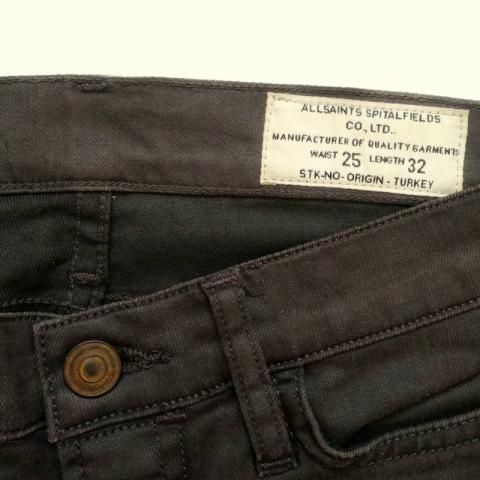 ALLSAINTS SPITALFIELDS
CO., LTD..
MANUFACTURER OF QUALITY GARMENTS
WAIST 25 LENGTH 32
STK-NO-ORIGIN - TURKEY